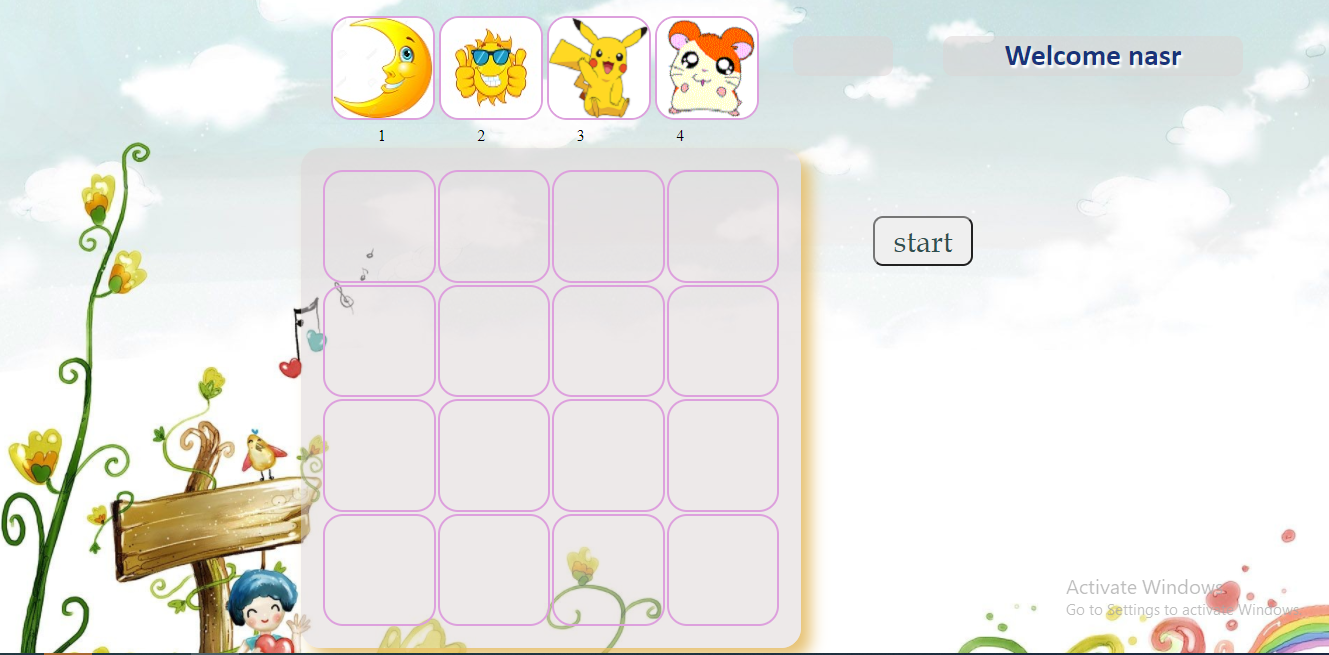 Welcome nasr
1 2 3 4
start
Activate Windows
Go to Settings to activate Windows.